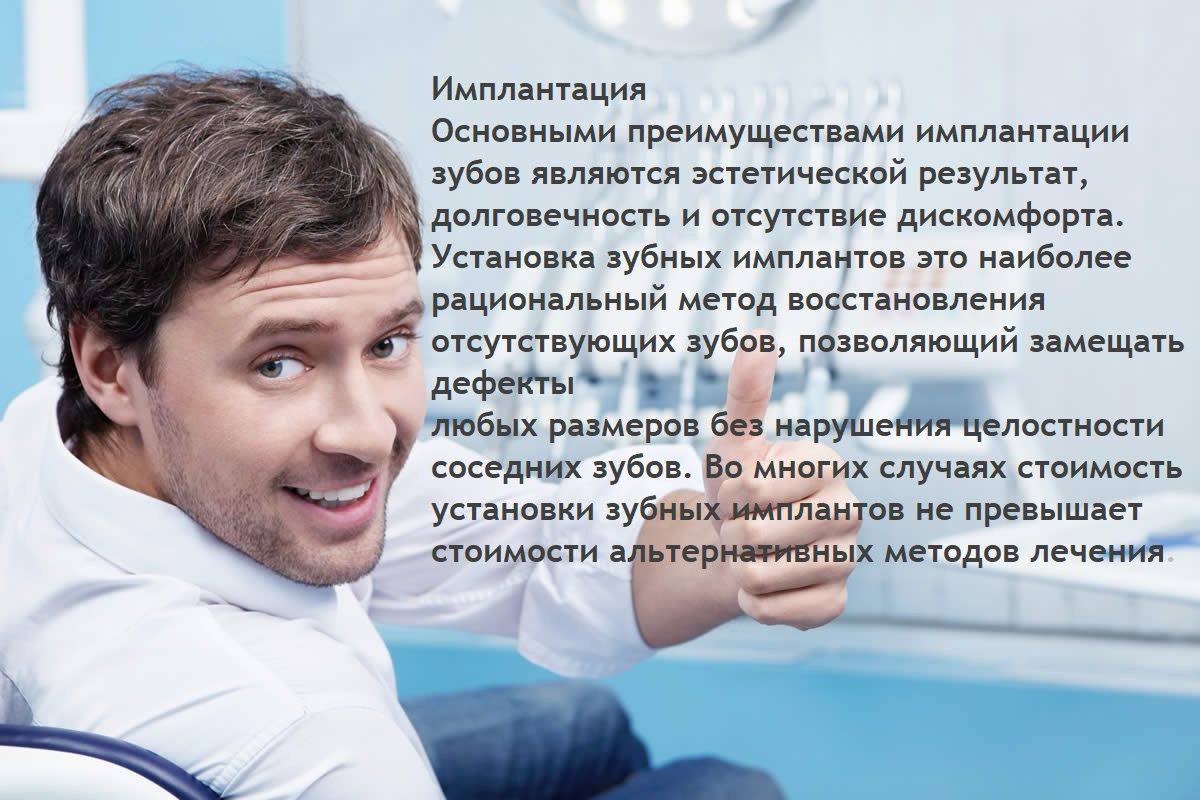 Имплантация
Основными преимуществами имплантации
зубов являются эстетической результат,
долговечность и отсутствие дискомфорта.
Установка зубных имплантов это наиболее
рациональный метод восстановления
отсутствующих зубов, позволяющий замещать
дефекты
любых размеров без нарушения целостности
соседних зубов. Во многих случаях стоимость
установки зубных имплантов не превышает
стоимости альтернативных методов лечения.